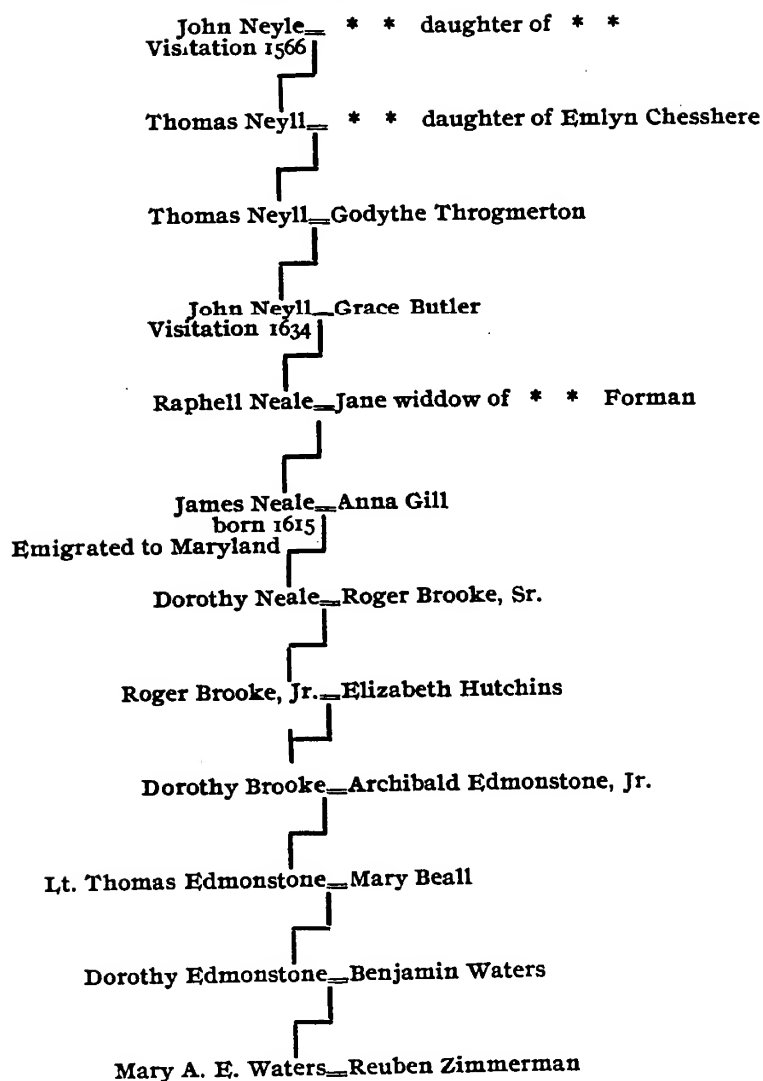 John Neyle= * * daughter of * *
Visitation 1566
Thomas Neyll= * * daughter of Emlyn Chesshere
Thomas Neyll=Godythe Throgmerton
John Neyll=Grace Butler
Visitation 1634
Raphell Neale=Jane widdow of * * Forman
James Neale=Anna Gill
born 1615
Emigrated to Maryland
Dorothy Neale=Roger Brooke, Sr.
Roger Brooke, Jr.=Elizabeth Hutchins
Dorothy Brooke=Archibald Edmonstone, Jr.
Lt. Thomas Edmonstone=Mary Beall
Dorothy Edmonstone=Benjamin Waters
Mary A. E. Waters=Reuben Zimmerman